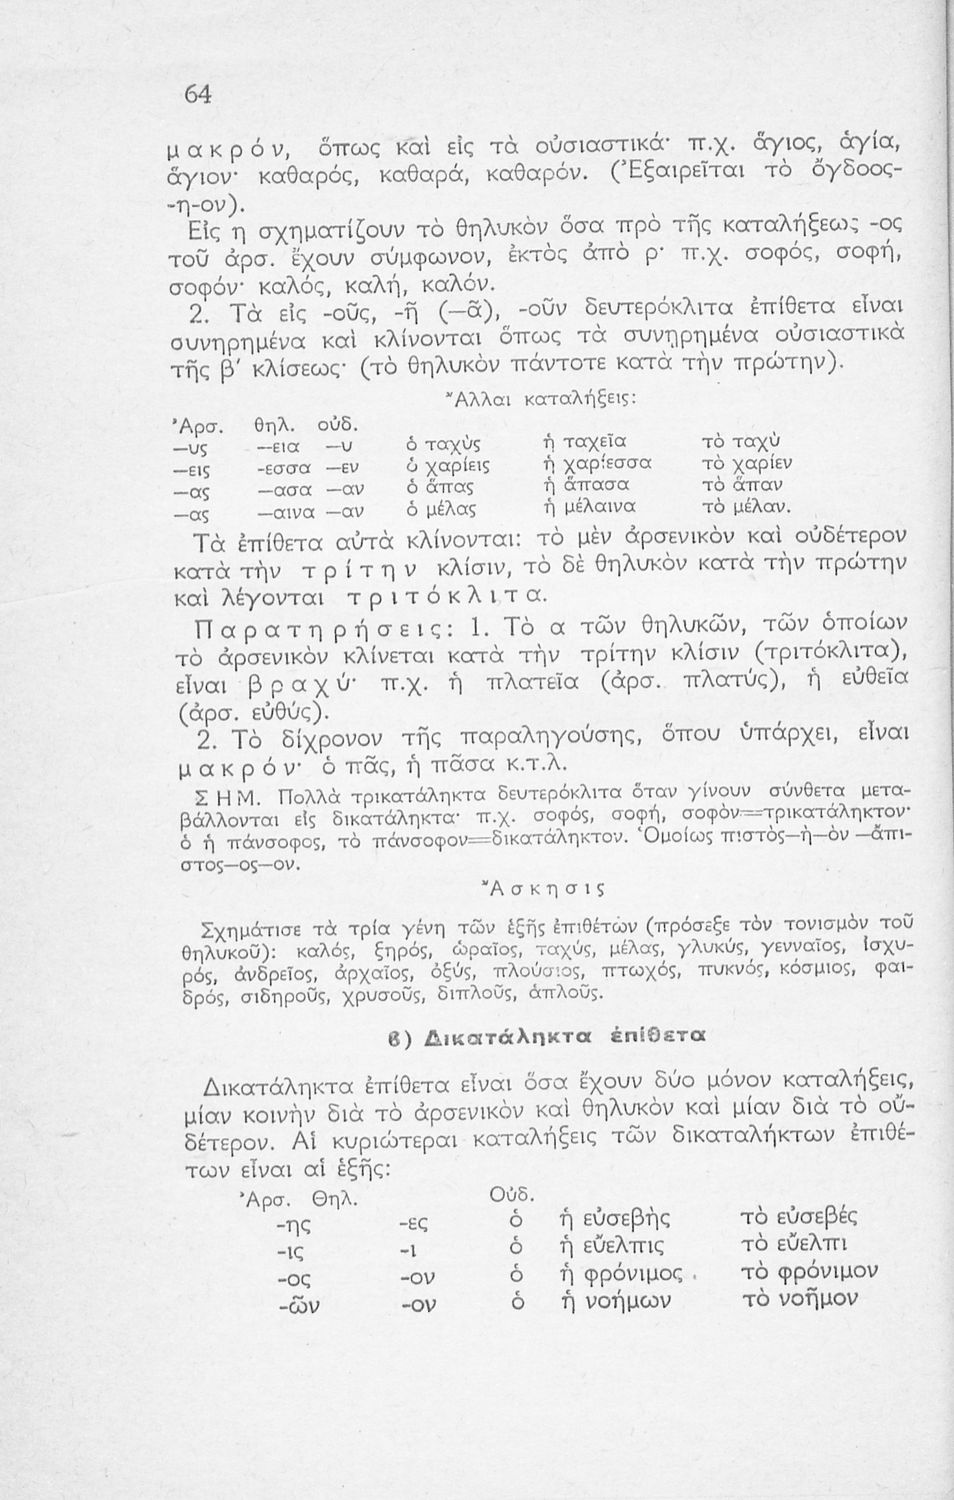 64
μ α κ ρ ό ν, ὅπως καὶ εἰς τὰ οὐσιαστικά· π.χ. ἅγιος, ἁγία,
ἅγιον· καθαρός, καθαρά, καθαρόν. (Ἐξαιρεῖται τὸ ὄγδοος-
-η-ον).
Εἰς η σχηματίζουν τὸ θηλυκὸν ὅσα πρὸ τῆς καταλήξεως -ος
τοῦ ἀρσ. ἔχουν σύμφωνον, ἐκτὸς ἀπὸ ρ· π.χ. σοφός, σοφή,
σοφόν· καλός, καλή, καλόν.
2. Τὰ εἰς -οῦς, -ῆ (—ᾶ), -οῦν δευτερόκλιτα ἐπίθετα εἶναι
συνηρημένα καὶ κλίνονται ὅπως τὰ συνῃρημένα οὐσιαστικὰ
τῆς β′ κλίσεως· (τὸ θηλυκὸν πάντοτε κατὰ τὴν πρώτην).
Ἄλλαι καταλήξεις:
Ἀρσ. θηλ. οὐδ.
—υς —εια —υ ὁ ταχὺς ἡ ταχεῖα τὸ ταχὺ
—εις -εσσα —εν ὁ χαρίεις ἡ χαρίεσσα τὸ χαρίεν
—ας —ασα —αν ὁ ἅπας ἡ ἅπασα τὸ ἅπαν
—ας —αινα —αν ὁ μέλας ἡ μέλαινα τὸ μέλαν.
Τὰ ἐπίθετα αὐτὰ κλίνονται: τὸ μὲν ἀρσενικὸν καὶ οὐδέτερον
κατὰ τὴν τ ρ ί τ η ν κλίσιν, τὸ δὲ θηλυκὸν κατὰ τὴν πρώτην
καὶ λέγονται τ ρ ι τ ό κ λ ι τ α.
Π α ρ α τ η ρ ή σ ε ι ς: 1. Τὸ α τῶν θηλυκῶν, τῶν ὁποίων
τὸ ἀρσενικὸν κλίνεται κατὰ τὴν τρίτην κλίσιν (τριτόκλιτα),
εἶναι β ρ α χ ύ· π.χ. ἡ πλατεῖα (ἀρσ. πλατύς), ἡ εὐθεῖα
(ἀρσ. εὐθύς).
2. Τὸ δίχρονον τῆς παραληγούσης, ὅπου ὑπάρχει, εἶναι
μ α κ ρ ό ν· ὁ πᾶς, ἡ πᾶσα κ.τ.λ.
Σ Η Μ. Πολλὰ τρικατάληκτα δευτερόκλιτα ὅταν γίνουν σύνθετα μετα-
βάλλονται εἰς δικατάληκτα· π.χ. σοφός, σοφή, σοφὸν=τρικατάληκτον·
ὁ ἡ πάνσοφος, τὸ πάνσοφον=δικατάληκτον. Ὁμοίως πιστὸς—ὴ—ὸν —ἄπι-
στος—ος—ον.
Ἄ σ κ η σ ι ς
Σχημάτισε τὰ τρία γένη τῶν ἑξῆς ἐπιθέτων (πρόσεξε τὸν τονισμὸν τοῦ
θηλυκοῦ): καλός, ξηρός, ὡραῖος, ταχύς, μέλας, γλυκύς, γενναῖος, ἰσχυ-
ρός, ἀνδρεῖος, ἀρχαῖος, ὀξύς, πλούσιος, πτωχός, πυκνός, κόσμιος, φαι-
δρός, σιδηροῦς, χρυσοῦς, διπλοῦς, ἁπλοῦς.
β) Δικατάληκτα ἐπίθετα
Δικατάληκτα ἐπίθετα εἶναι ὅσα ἔχουν δύο μόνον καταλήξεις,
μίαν κοινὴν διὰ τὸ ἀρσενικὸν καὶ θηλυκὸν καὶ μίαν διὰ τὸ οὐ-
δέτερον. Αἱ κυριώτεραι καταλήξεις τῶν δικαταλήκτων ἐπιθέ-
των εἶναι αἱ ἑξῆς:
Ἀρσ. Θηλ. Οὐδ.
-ης -ες ὁ ἡ εὐσεβὴς τὸ εὐσεβές
-ις -ι ὁ ἡ εὔελπις τὸ εὔελπι
-ος -ον ὁ ἡ φρόνιμος τὸ φρόνιμον
-ῶν -ον ὁ ἡ νοήμων τὸ νοῆμον